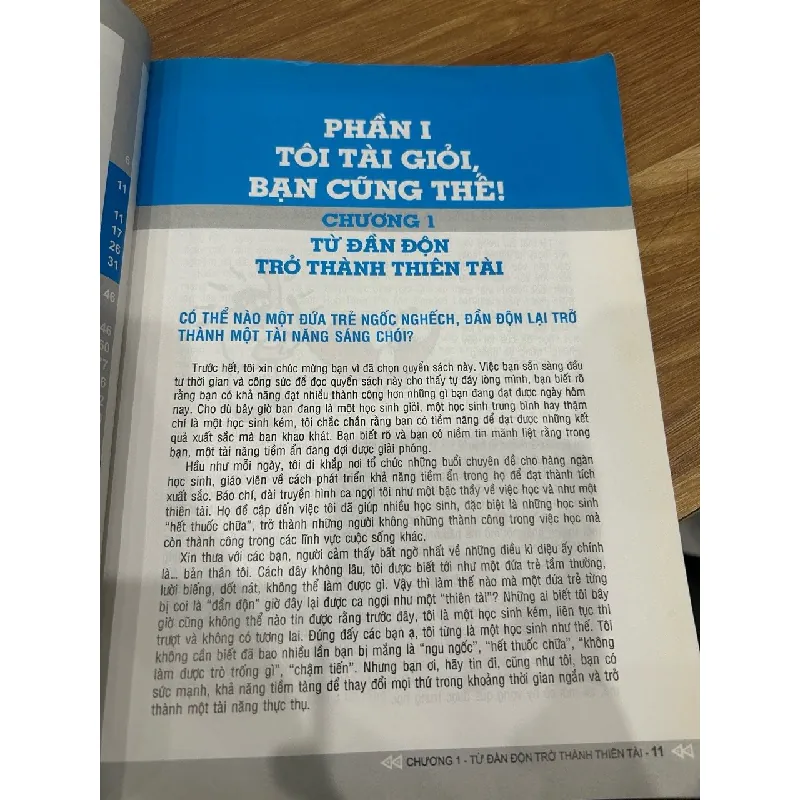 6
11
11
17
26
31
46
46
60
77
6
2
PHẦN I
TÔI TÀI GIỎI,
BẠN CŨNG THẾ!
CHƯƠNG 1
TỪ ĐẦN ĐỘN
TRỞ THÀNH THIÊN TÀI
CÓ THỂ NÀO MỘT ĐỨA TRẺ NGỐC NGHẾCH, ĐẦN ĐỘN LẠI TRỞ
THÀNH MỘT TÀI NĂNG SÁNG CHÓI?
Trước hết, tôi xin chúc mừng bạn vì đã chọn quyển sách này. Việc bạn sẵn sàng đầu
tư thời gian và công sức để đọc quyển sách này cho thấy tự đáy lòng mình, bạn biết rõ
rằng bạn có khả năng đạt nhiều thành công hơn những gì bạn đang đạt được ngày hôm
nay. Cho dù bây giờ bạn đang là một học sinh giỏi, một học sinh trung bình hay thậm
chí là một học sinh kém, tôi chắc chắn rằng bạn có tiềm năng để đạt được những kết
quả xuất sắc mà bạn khao khát. Bạn biết rõ và bạn có niềm tin mãnh liệt rằng trong
bạn, một tài năng tiềm ẩn đang đợi được giải phóng.
Hầu như mỗi ngày, tôi đi khắp nơi tổ chức những buổi chuyên đề cho hàng ngàn
học sinh, giáo viên về cách phát triển khả năng tiềm ẩn trong họ để đạt thành tích
xuất sắc. Báo chí, đài truyền hình ca ngợi tôi như một bậc thầy về việc học và như một
thiên tài. Họ đề cập đến việc tôi đã giúp nhiều học sinh, đặc biệt là những học sinh
"hết thuốc chữa", trở thành những người không những thành công trong việc học mà
còn thành công trong các lĩnh vực cuộc sống khác.
Xin thưa với các bạn, người cảm thấy bất ngờ nhất về những điều kì diệu ấy chính
là... bản thân tôi. Cách đây không lâu, tôi được biết tới như một đứa trẻ tầm thường,
lười biếng, dốt nát, không thể làm được gì. Vậy thì làm thế nào mà một đứa trẻ từng
bị coi là "đần độn" giờ đây lại được ca ngợi như một "thiên tài"? Những ai biết tôi bây
giờ cũng không thể nào tin được rằng trước đây, tôi là một học sinh kém, liên tục thi
trượt và không có tương lai. Đúng đấy các bạn ạ, tôi từng là một học sinh như thế. Tôi
không cần biết đã bao nhiêu lần bạn bị mắng là "ngu ngốc", "hết thuốc chữa", "không
làm được trò trống gì", "chậm tiến". Nhưng bạn ơi, hãy tin đi, cũng như tôi, bạn có
sức mạnh, khả năng tiềm tàng để thay đổi mọi thứ trong khoảng thời gian ngắn và trở
thành một tài năng thực thụ.
CHƯƠNG 1 - TỪ ĐẦN ĐỘN TRỞ THÀNH THIÊN TÀI - 11